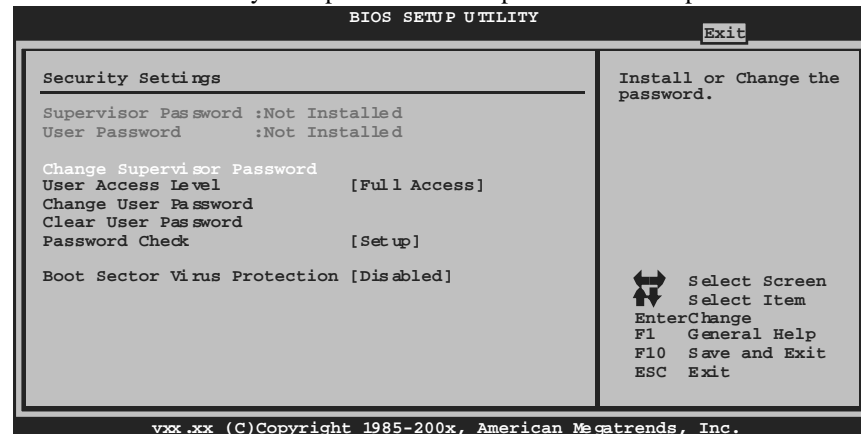 BIOS SETUP UTILITY
Exit
Security Settings
Supervisor Password :Not Installed
User Password :Not Installed
Change Supervisor Password
User Access Level [Full Access]
Change User Password
Clear User Password
Password Check [Setup]
Boot Sector Virus Protection [Disabled]
Install or Change the
password.
Select Screen
Select Item
EnterChange
F1 General Help
F10 Save and Exit
ESC Exit
vxx.xx (C)Copyright 1985-200x, American Megatrends, Inc.